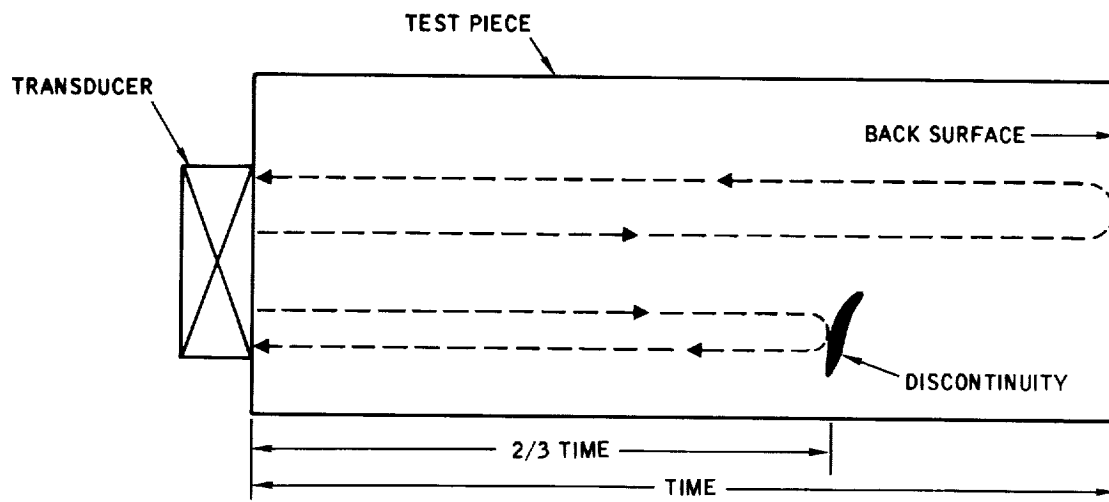 TEST PIECE
TRANSDUCER
BACK SURFACE
DISCONTINUITY
2/3 TIME
TIME